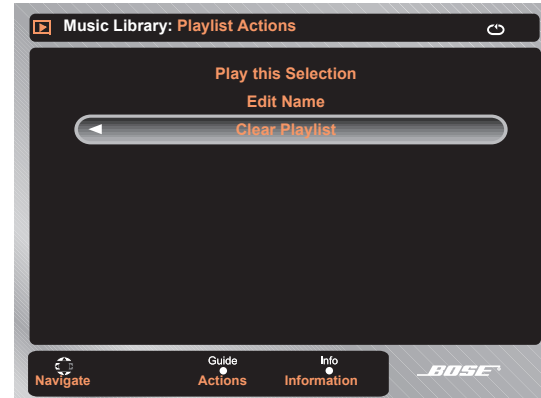 Music Library: Playlist Actions
Play this Selection
Edit Name
Clear Playlist
Guide Info
Navigate Actions Information
BOSE